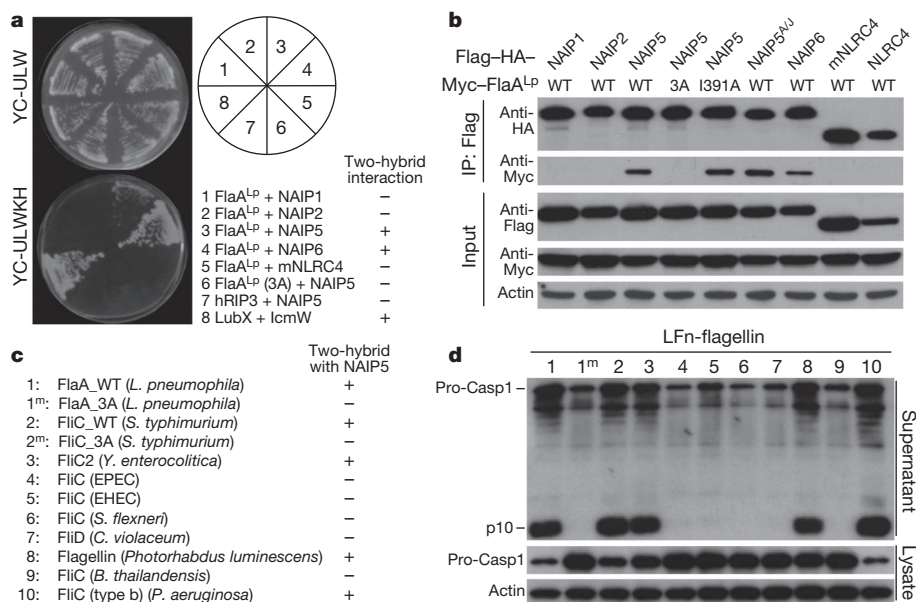 a
YC-ULW
YC-ULWKH
1
2
3
4
5
6
7
8
Two-hybrid
interaction
1 FlaA^Lp + NAIP1 –
2 FlaA^Lp + NAIP2 –
3 FlaA^Lp + NAIP5 +
4 FlaA^Lp + NAIP6 +
5 FlaA^Lp + mNLRC4 –
6 FlaA^Lp (3A) + NAIP5 –
7 hRIP3 + NAIP5 –
8 LubX + IcmW +
b
Flag–HA– NAIP1 NAIP2 NAIP5 NAIP5 NAIP5 NAIP5^A/J NAIP6 mNLRC4 NLRC4
Myc–FlaA^Lp WT WT WT 3A I391A WT WT WT WT
IP: Flag
Anti-
HA
Anti-
Myc
Input
Anti-
Flag
Anti-
Myc
Actin
c
Two-hybrid
with NAIP5
1: FlaA_WT (L. pneumophila) +
1^m: FlaA_3A (L. pneumophila) –
2: FliC_WT (S. typhimurium) +
2^m: FliC_3A (S. typhimurium) –
3: FliC2 (Y. enterocolitica) +
4: FliC (EPEC) –
5: FliC (EHEC) –
6: FliC (S. flexneri) –
7: FliD (C. violaceum) –
8: Flagellin (Photorhabdus luminescens) +
9: FliC (B. thailandensis) –
10: FliC (type b) (P. aeruginosa) +
d
LFn-flagellin
1 1^m 2 3 4 5 6 7 8 9 10
Pro-Casp1
p10
Supernatant
Pro-Casp1
Actin
Lysate